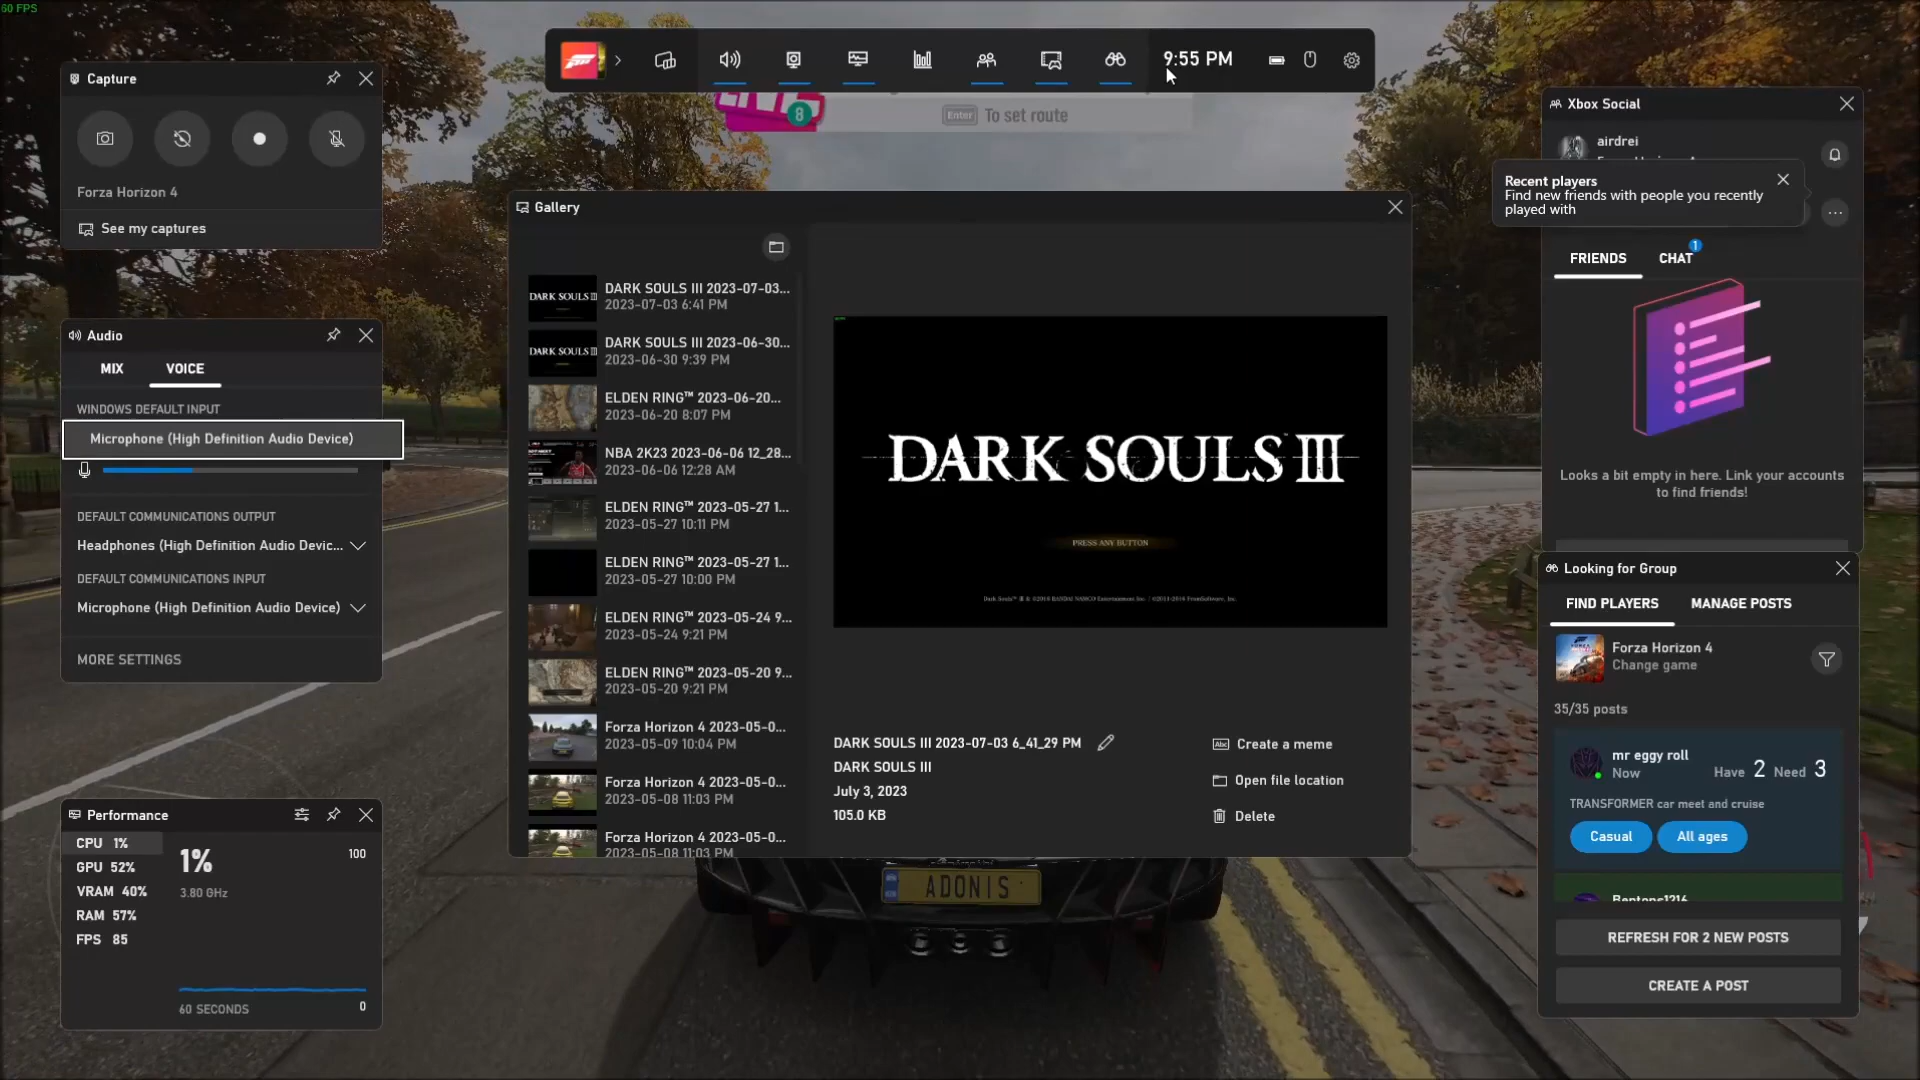 60 FPS
9:55 PM
8
Enter To set route
Capture
Forza Horizon 4
See my captures
Audio
MIX VOICE
WINDOWS DEFAULT INPUT
Microphone (High Definition Audio Device)
DEFAULT COMMUNICATIONS OUTPUT
Headphones (High Definition Audio Devic...
DEFAULT COMMUNICATIONS INPUT
Microphone (High Definition Audio Device)
MORE SETTINGS
Performance
CPU 1%
GPU 52%
VRAM 40%
RAM 57%
FPS 85
1%
3.80 GHz
100
60 SECONDS
0
Gallery
DARK SOULS III 2023-07-03...
2023-07-03 6:41 PM
DARK SOULS III 2023-06-30...
2023-06-30 9:39 PM
ELDEN RING™ 2023-06-20...
2023-06-20 8:07 PM
NBA 2K23 2023-06-06 12_28...
2023-06-06 12:28 AM
ELDEN RING™ 2023-05-27 1...
2023-05-27 10:11 PM
ELDEN RING™ 2023-05-27 1...
2023-05-27 10:00 PM
ELDEN RING™ 2023-05-24 9...
2023-05-24 9:21 PM
ELDEN RING™ 2023-05-20 9...
2023-05-20 9:21 PM
Forza Horizon 4 2023-05-0...
2023-05-09 10:04 PM
Forza Horizon 4 2023-05-0...
2023-05-08 11:03 PM
Forza Horizon 4 2023-05-0...
2023-05-08 11:03 PM
DARK SOULS III
DARK SOULS III
DARK SOULS™ III
PRESS ANY BUTTON
DARK SOULS III 2023-07-03 6_41_29 PM
DARK SOULS III
July 3, 2023
105.0 KB
Abc Create a meme
Open file location
Delete
ADONIS
Xbox Social
airdrei
Recent players
Find new friends with people you recently
played with
FRIENDS CHAT 1
Looks a bit empty in here. Link your accounts
to find friends!
Looking for Group
FIND PLAYERS MANAGE POSTS
Forza Horizon 4
Change game
35/35 posts
mr eggy roll
Now
Have 2 Need 3
TRANSFORMER car meet and cruise
Casual All ages
REFRESH FOR 2 NEW POSTS
CREATE A POST